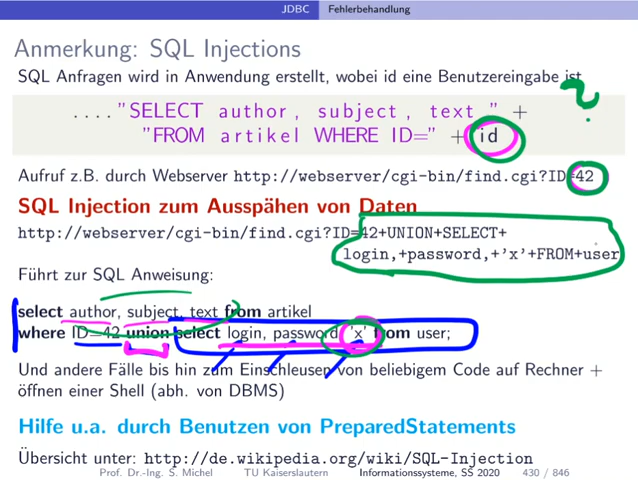 JDBC Fehlerbehandlung
Anmerkung: SQL Injections
SQL Anfragen wird in Anwendung erstellt, wobei id eine Benutzereingabe ist
. . . . "SELECT author , subject , text " +
"FROM artikel WHERE ID=" + id
?
Aufruf z.B. durch Webserver http://webserver/cgi-bin/find.cgi?ID=42
SQL Injection zum Ausspähen von Daten
http://webserver/cgi-bin/find.cgi?ID=42+UNION+SELECT+
login,+password,+'x'+FROM+user
Führt zur SQL Anweisung:
select author, subject, text from artikel
where ID=42 union select login, password, 'x' from user;
Und andere Fälle bis hin zum Einschleusen von beliebigem Code auf Rechner +
öffnen einer Shell (abh. von DBMS)
Hilfe u.a. durch Benutzen von PreparedStatements
Übersicht unter: http://de.wikipedia.org/wiki/SQL-Injection
Prof. Dr.-Ing. S. Michel TU Kaiserslautern Informationssysteme, SS 2020 430 / 846